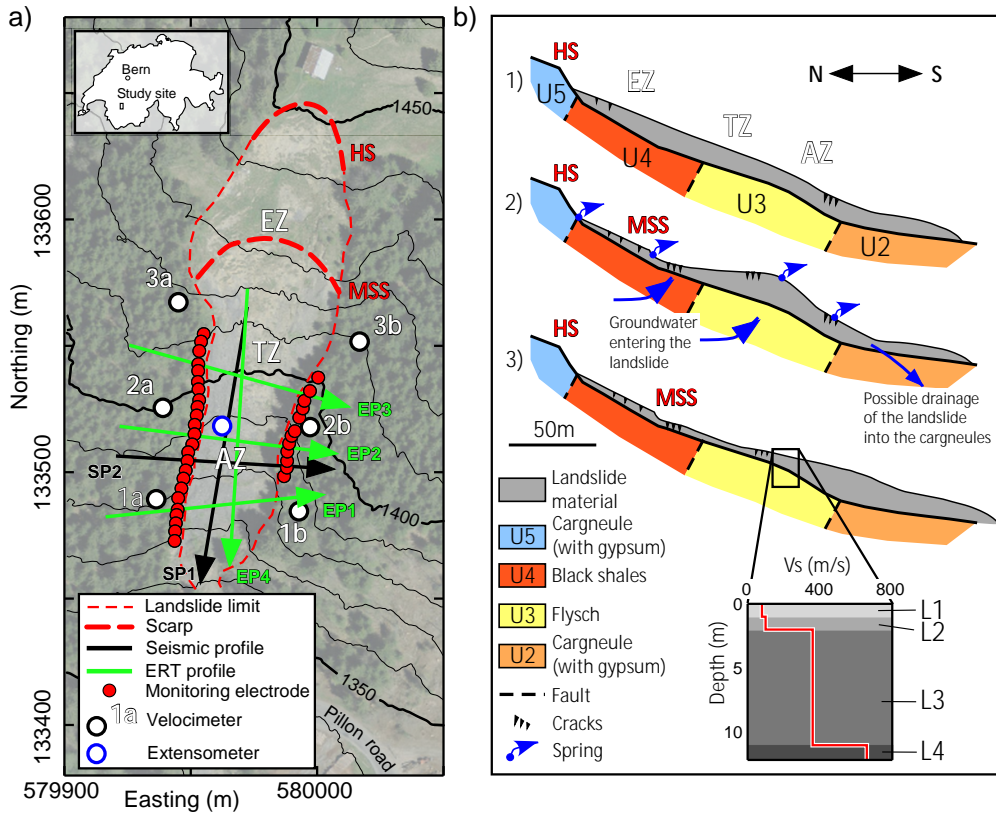 a)
Bern
Study site
1450
HS
EZ
MSS
3a
3b
TZ
2a
EP3
2b
EP2
SP2
AZ
1a
EP1
1b
1400
SP1
EP4
Landslide limit
Scarp
Seismic profile
ERT profile
Monitoring electrode
1a Velocimeter
Extensometer
1350
Pillon road
133600
133500
133400
Northing (m)
579900
580000
Easting (m)
b)
N S
1)
HS
U5
EZ
TZ
AZ
U4
U3
U2
2)
HS
MSS
Groundwater
entering the
landslide
Possible drainage
of the landslide
into the cargneules
3)
HS
MSS
50m
Landslide
material
U5 Cargneule
(with gypsum)
U4 Black shales
U3 Flysch
U2 Cargneule
(with gypsum)
Fault
Cracks
Spring
Vs (m/s)
0 400 800
Depth (m)
0
5
10
L1
L2
L3
L4